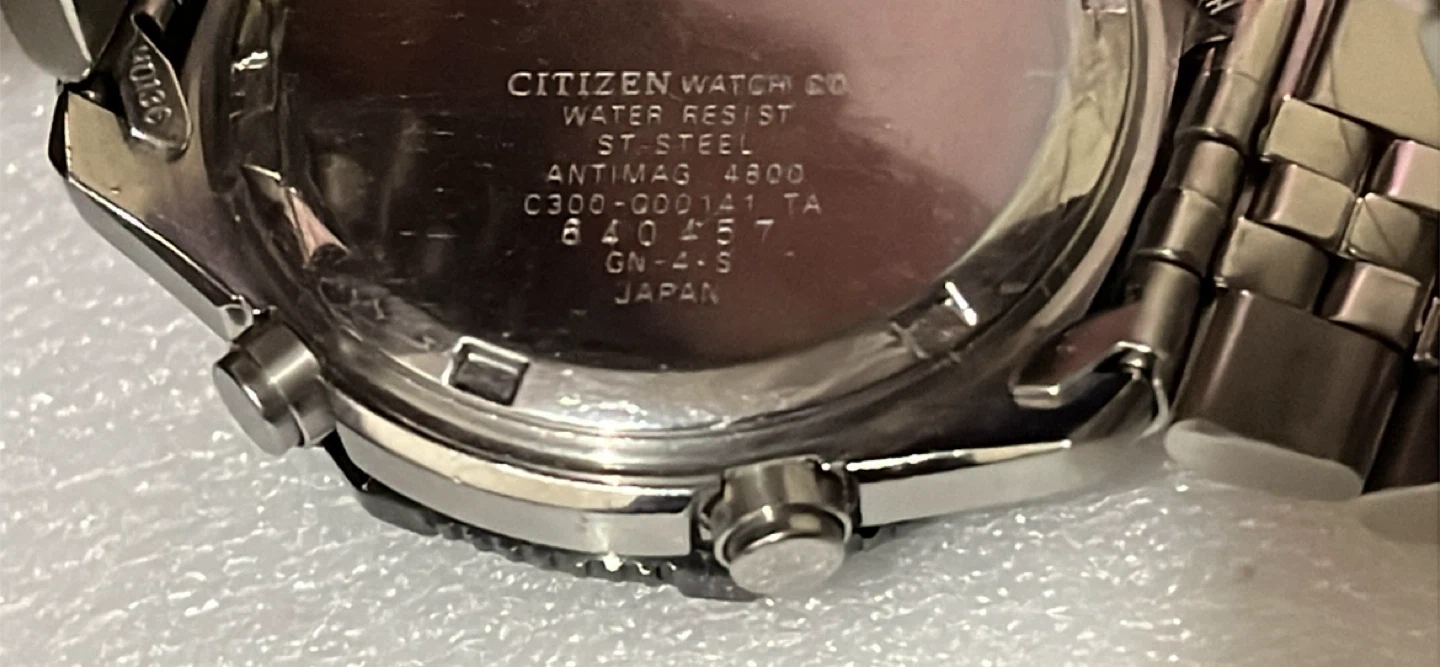 CITIZEN WATCH CO
WATER RESIST
ST-STEEL
ANTIMAG 4800
C300-Q00141 TA
640457
GN-4-S
JAPAN